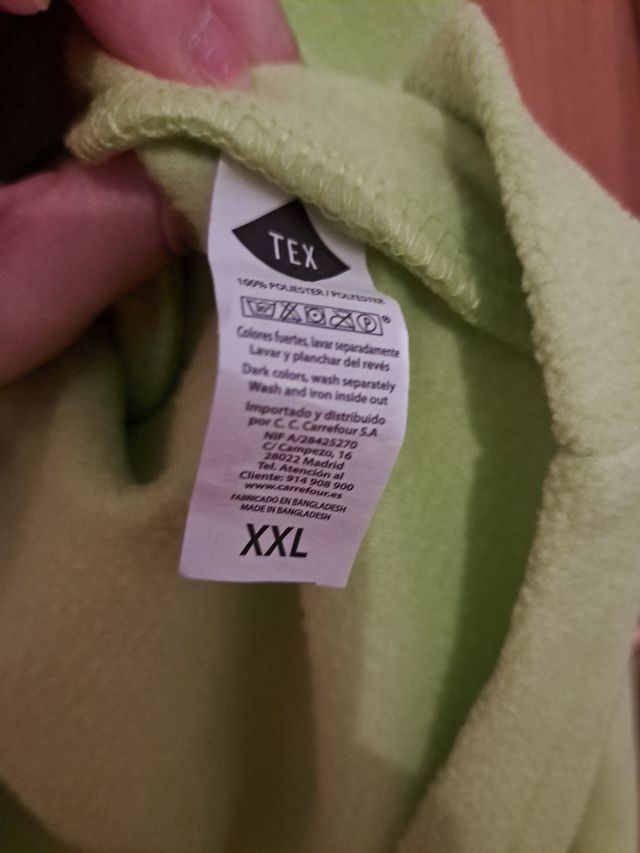 TEX
100% POLIESTER / POLYESTER
Colores fuertes, lavar separadamente
Lavar y planchar del revés
Dark colors, wash separately
Wash and iron inside out
Importado y distribuido
por C. C. Carrefour S.A
NIF A/28425270
C/ Campezo, 16
28022 Madrid
Tel. Atención al
Cliente: 914 908 900
www.carrefour.es
FABRICADO EN BANGLADESH
MADE IN BANGLADESH
XXL